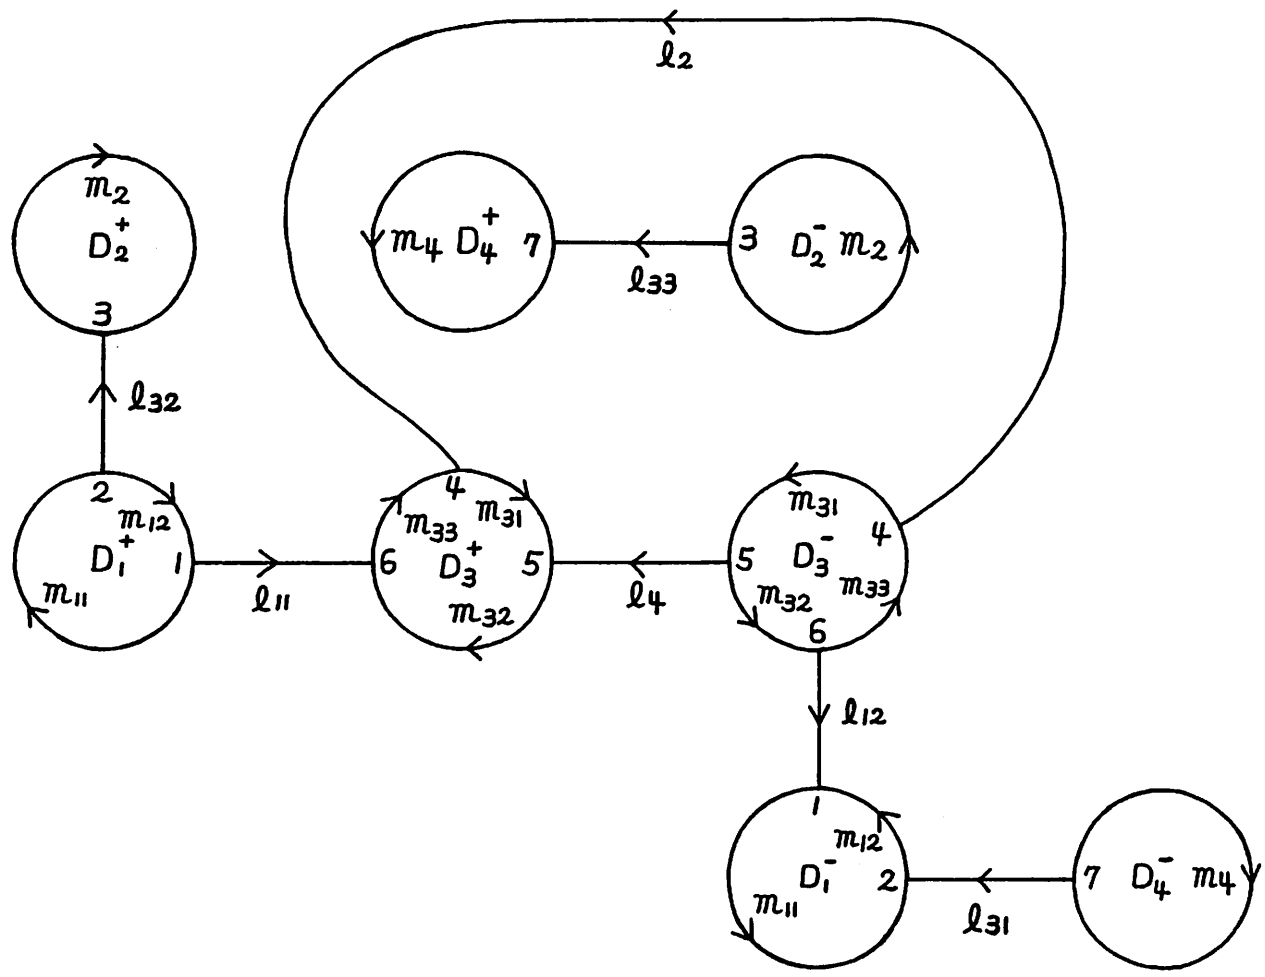 l2
m2
D2+
3
m4 D4+ 7
l33
3 D2- m2
l32
2
m12
D1+ 1
m11
l11
4
m33 m31
6 D3+ 5
m32
l4
m31
4
5 D3-
m32 m33
6
l12
1
m12
D1- 2
m11
l31
7 D4- m4